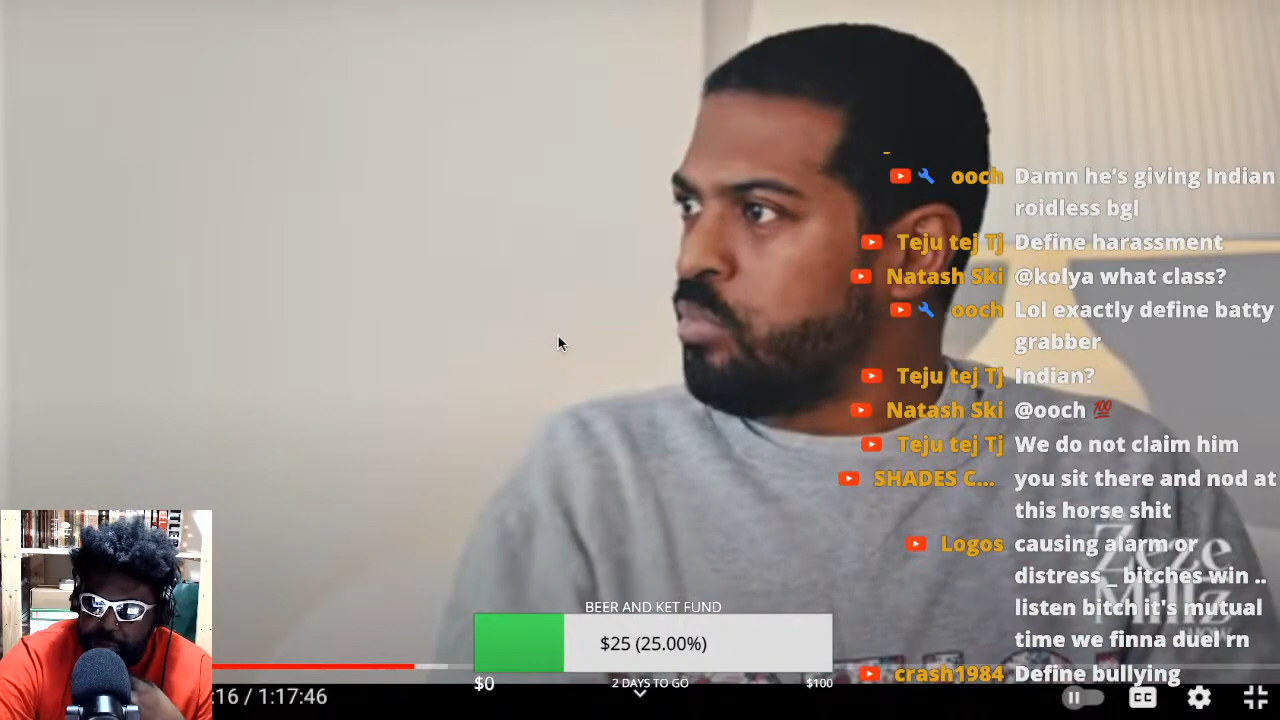 ooch Damn he's giving Indian
roidless bgl
Teju tej Tj Define harassment
Natash Ski @kolya what class?
ooch Lol exactly define batty
grabber
Teju tej Tj Indian?
Natash Ski @ooch 💯
Teju tej Tj We do not claim him
SHADES C... you sit there and nod at
this horse shit
Logos causing alarm or
distress _ bitches win ..
listen bitch it's mutual
time we finna duel rn
crash1984 Define bullying
Zeze
Millz
BEER AND KET FUND
$25 (25.00%)
$0 2 DAYS TO GO $100
:16 / 1:17:46
CC